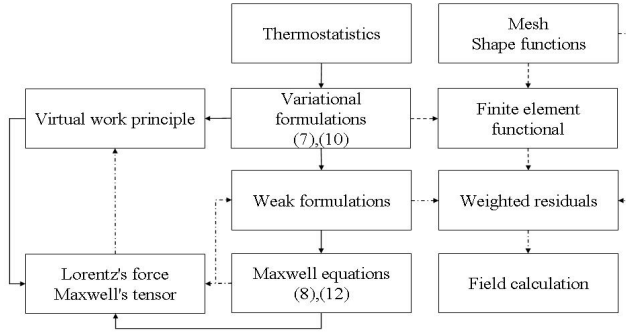 Thermostatistics
Mesh
Shape functions
Virtual work principle
Variational
formulations
(7),(10)
Finite element
functional
Weak formulations
Weighted residuals
Lorentz's force
Maxwell's tensor
Maxwell equations
(8),(12)
Field calculation